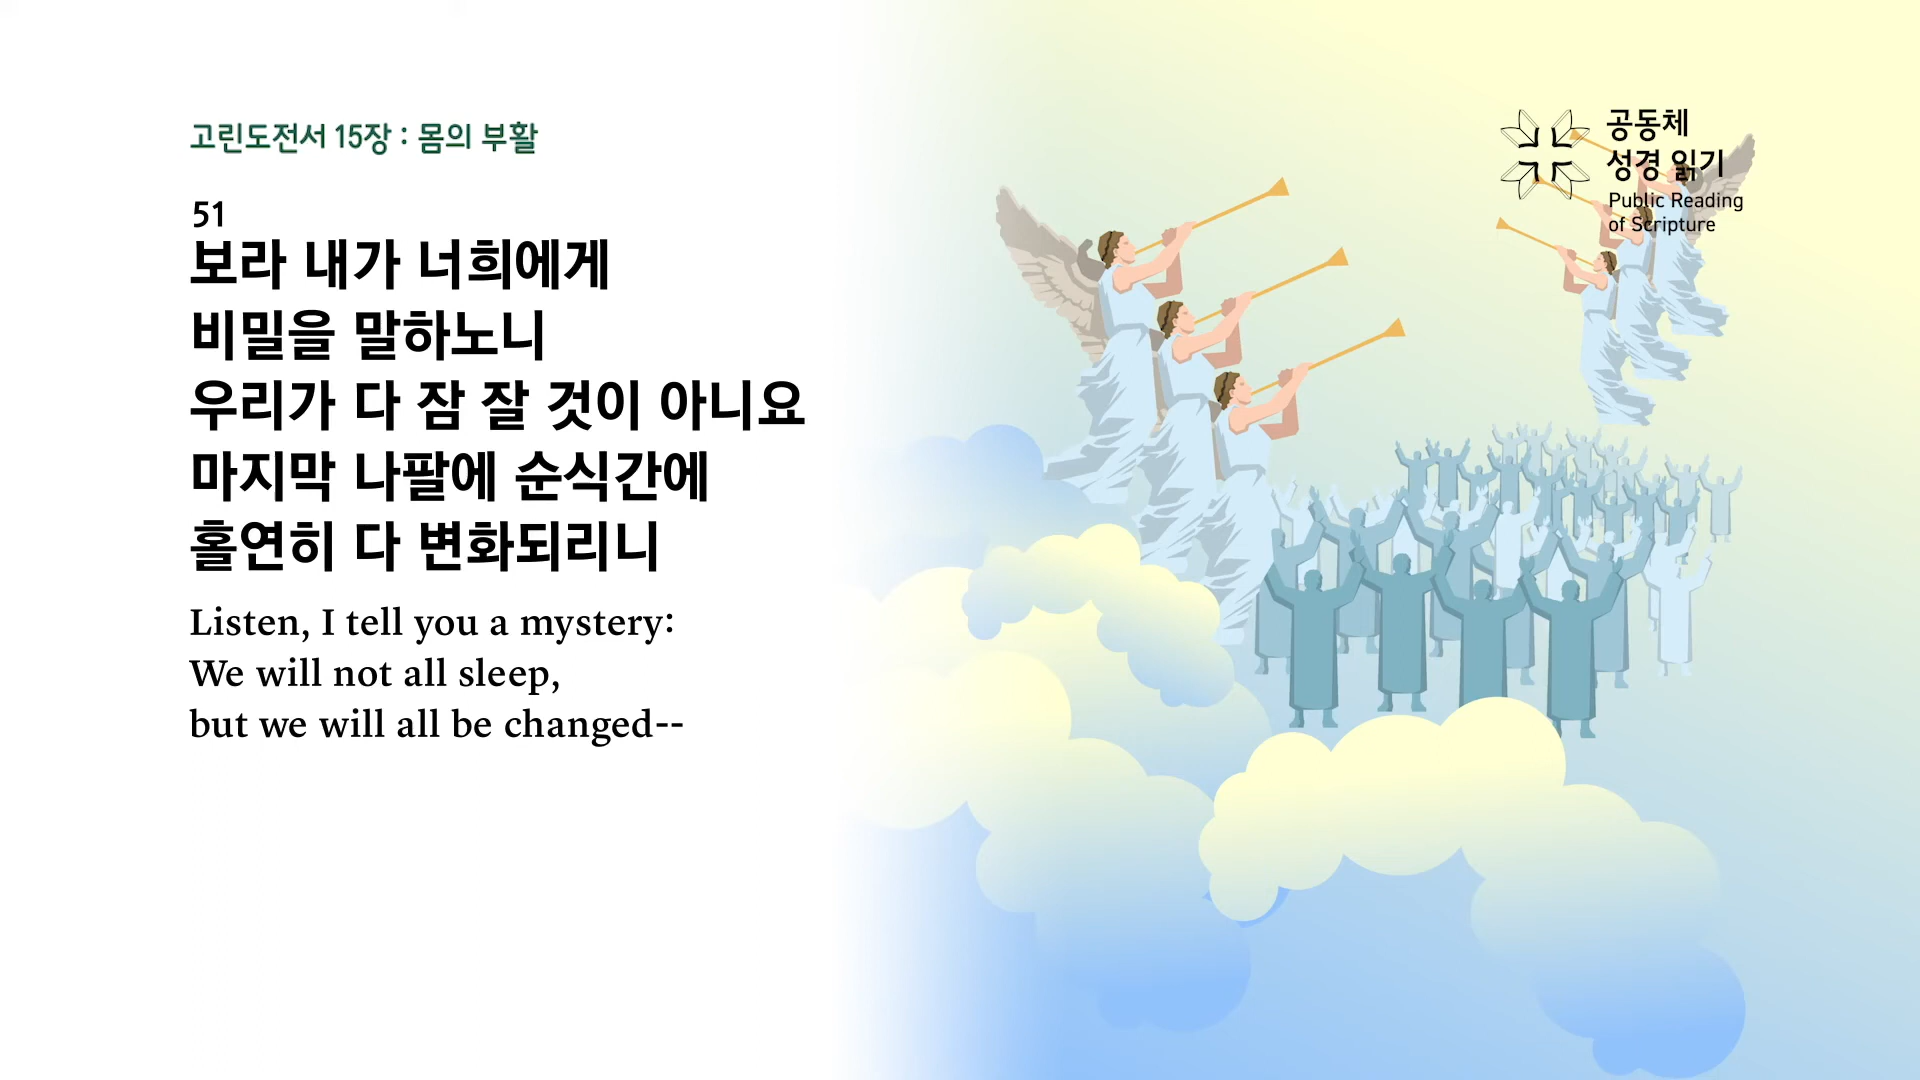 고린도전서 15장 : 몸의 부활
51
보라 내가 너희에게
비밀을 말하노니
우리가 다 잠 잘 것이 아니요
마지막 나팔에 순식간에
홀연히 다 변화되리니
Listen, I tell you a mystery:
We will not all sleep,
but we will all be changed--
공동체
성경 읽기
Public Reading
of Scripture